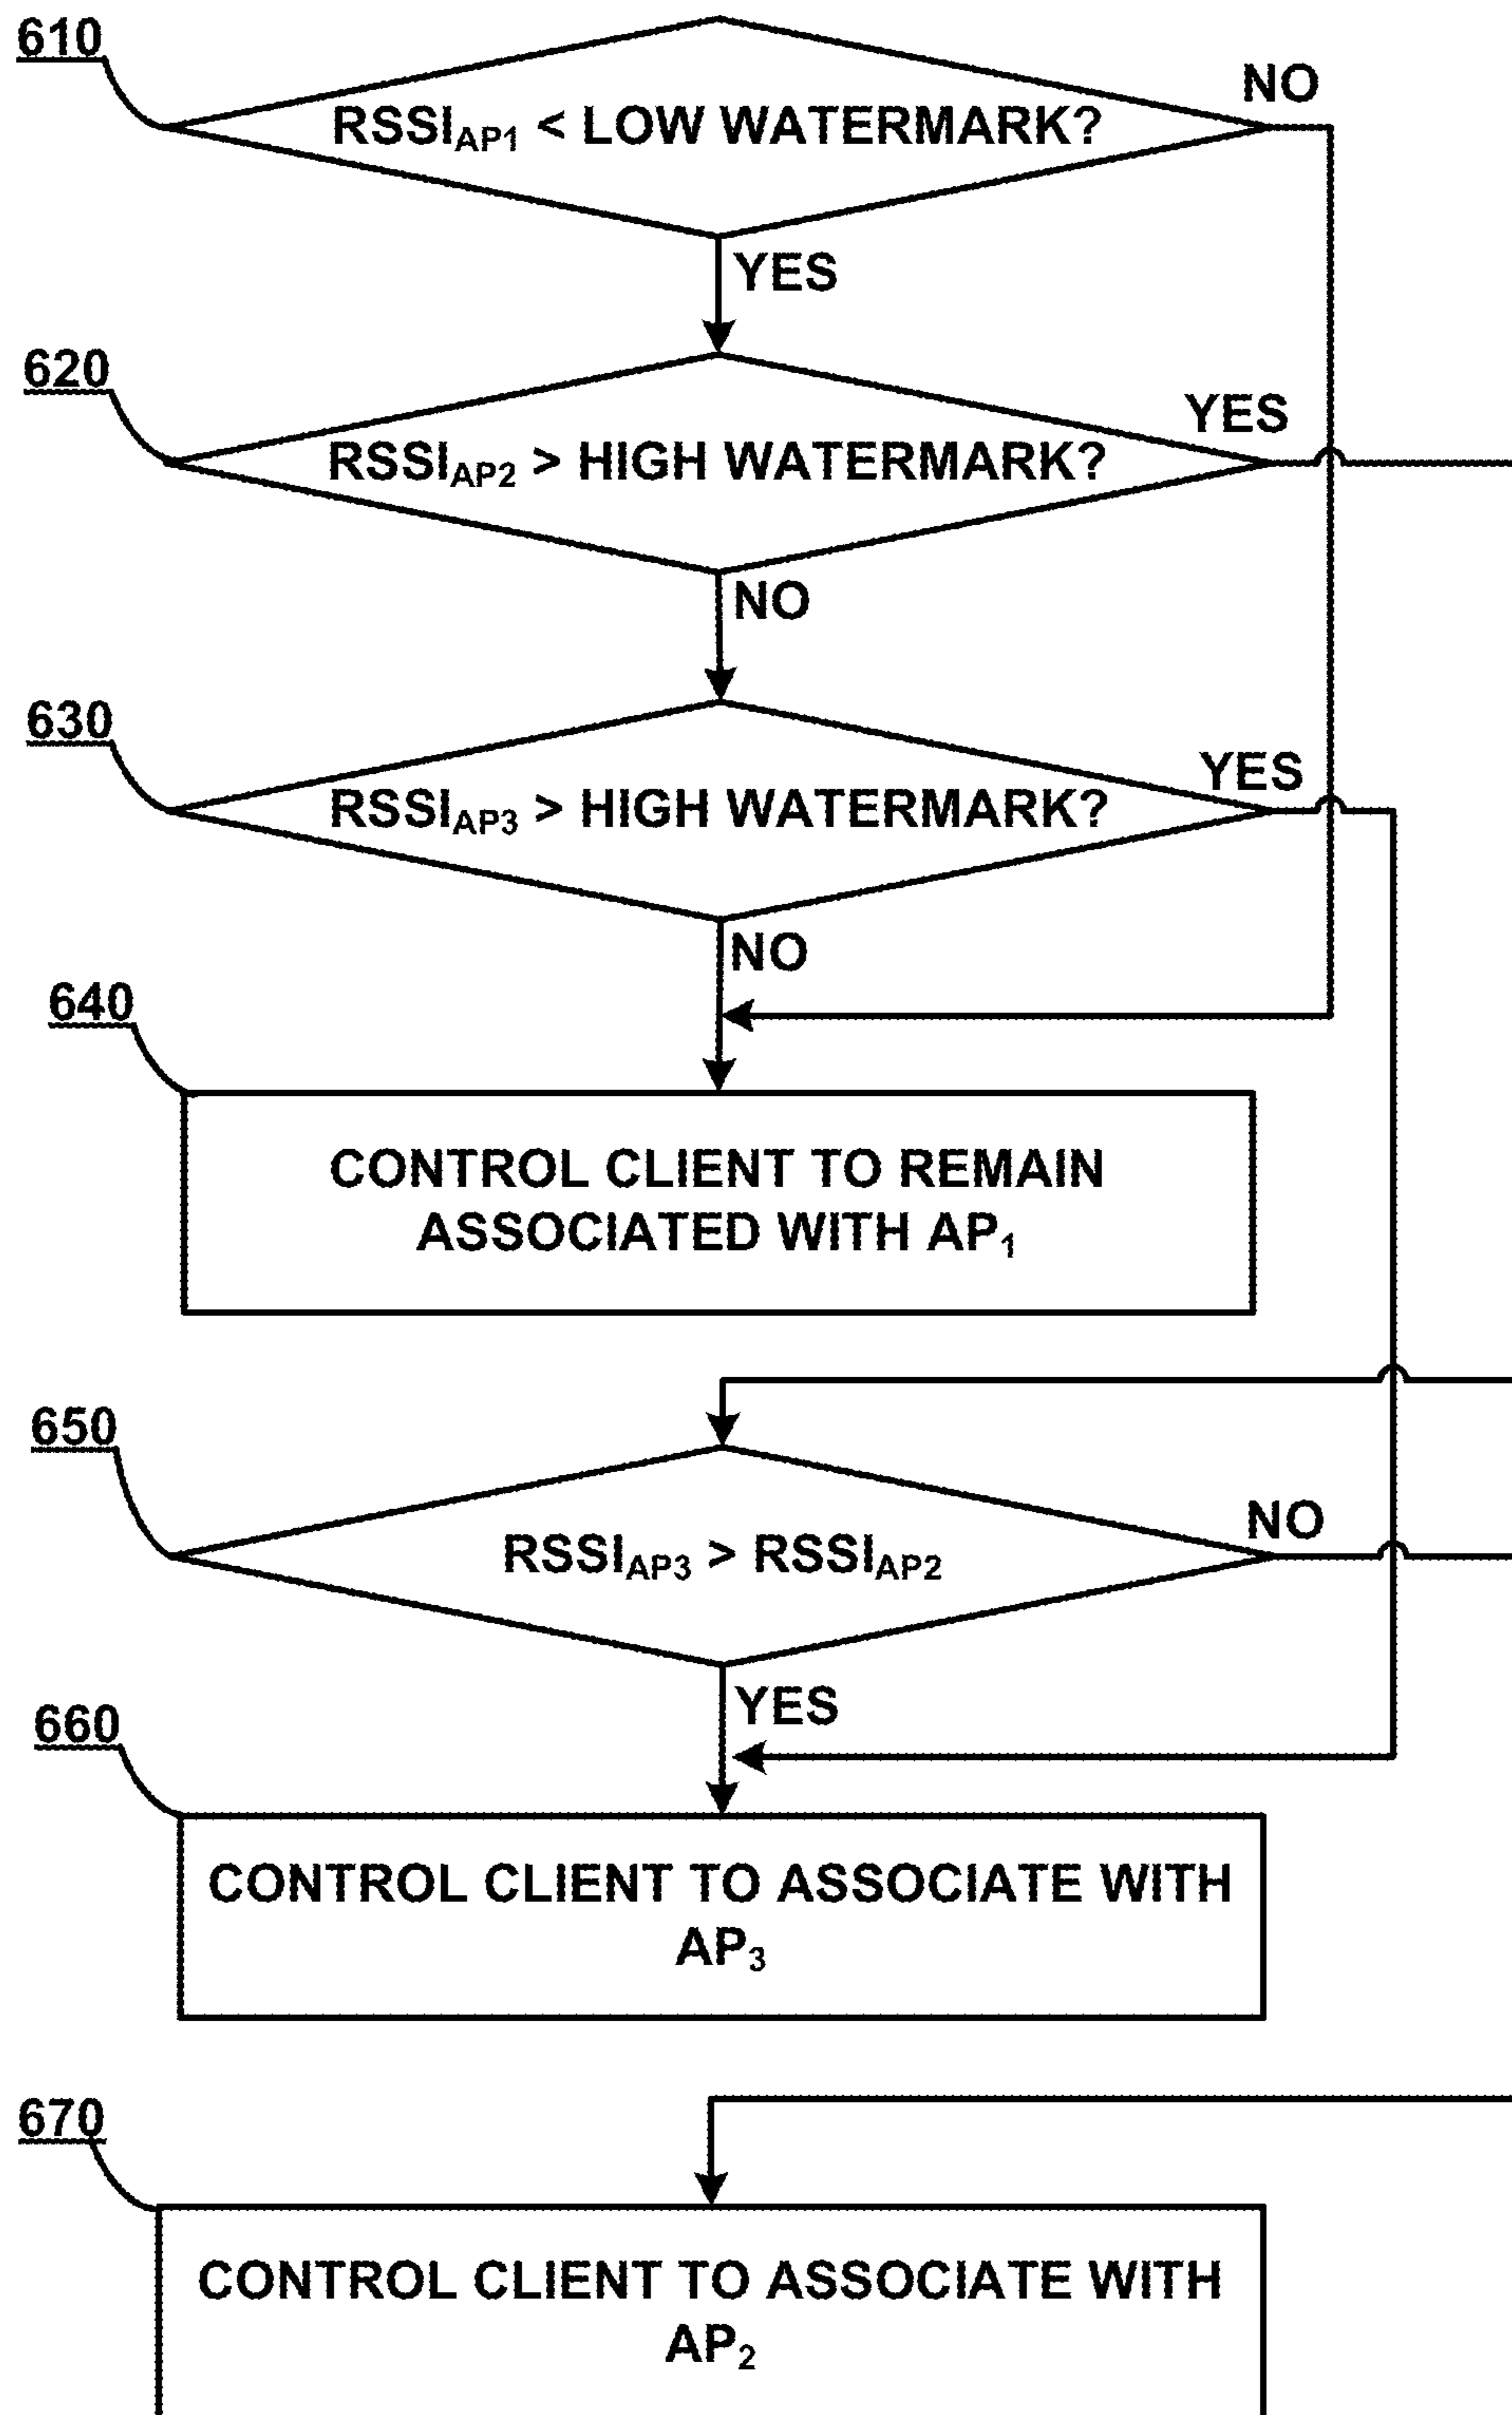 610
RSSIAP1 < LOW WATERMARK?
NO
YES
620
RSSIAP2 > HIGH WATERMARK?
YES
NO
630
RSSIAP3 > HIGH WATERMARK?
YES
NO
640
CONTROL CLIENT TO REMAIN
ASSOCIATED WITH AP1
650
RSSIAP3 > RSSIAP2
NO
YES
660
CONTROL CLIENT TO ASSOCIATE WITH
AP3
670
CONTROL CLIENT TO ASSOCIATE WITH
AP2